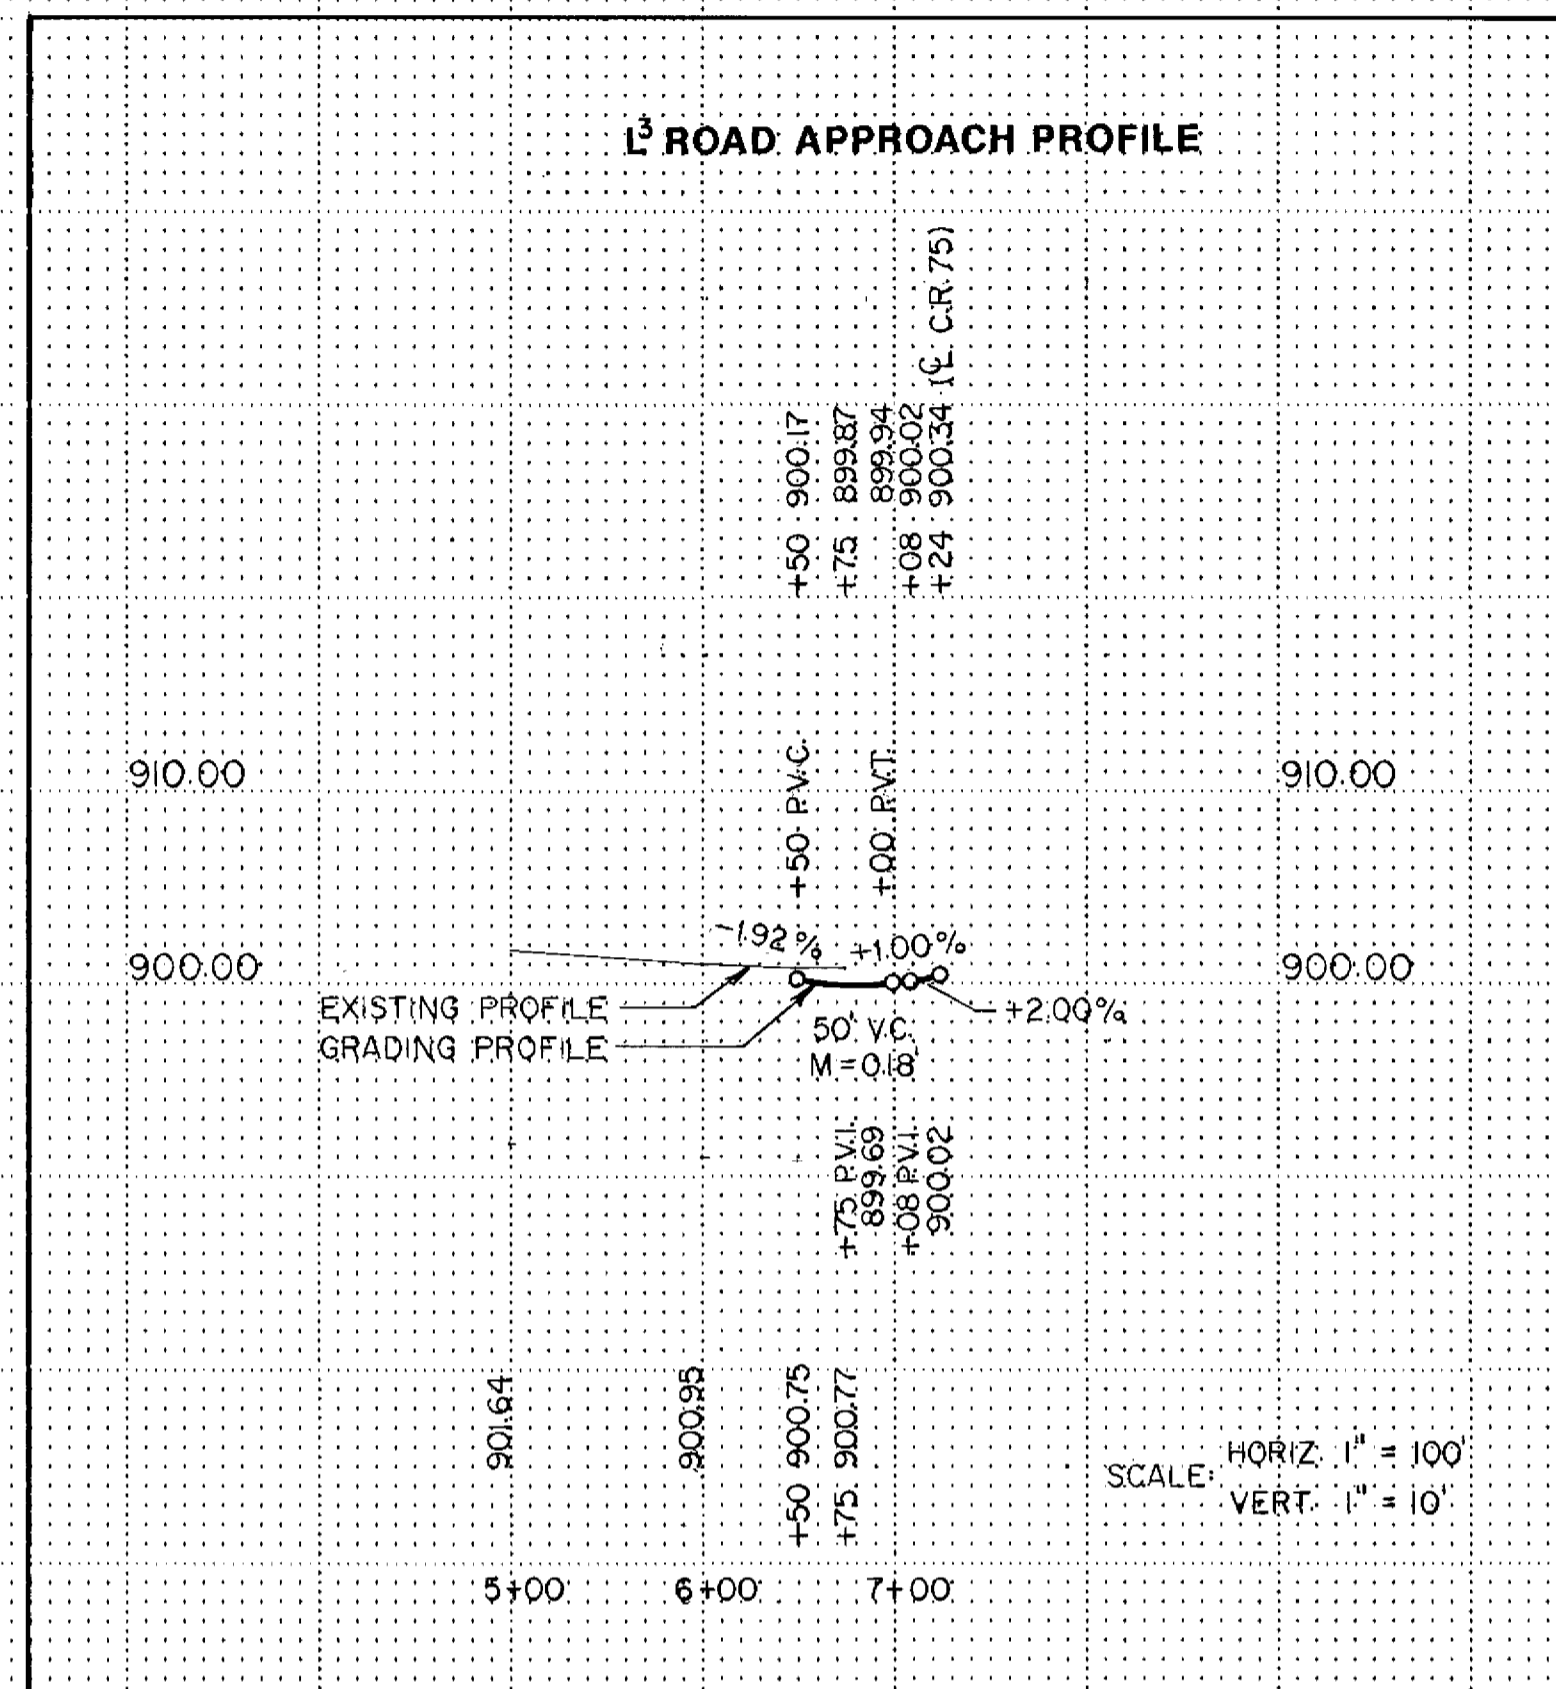 L³ ROAD APPROACH PROFILE
+50 900.17
+75 899.87
899.94
+08 900.02
+24 900.34 (℄ C.R. 75)
910.00
910.00
+50 P.V.C.
+00 P.V.T.
-1.92 %
+1.00 %
900.00
900.00
EXISTING PROFILE
+2.00%
GRADING PROFILE
50' V.C.
M = 0.18'
+75 P.V.I.
899.69
+08 P.V.I.
900.02
901.64
900.95
+50 900.75
+75 900.77
SCALE: HORIZ. 1" = 100'
VERT. 1" = 10'
5+00
6+00
7+00